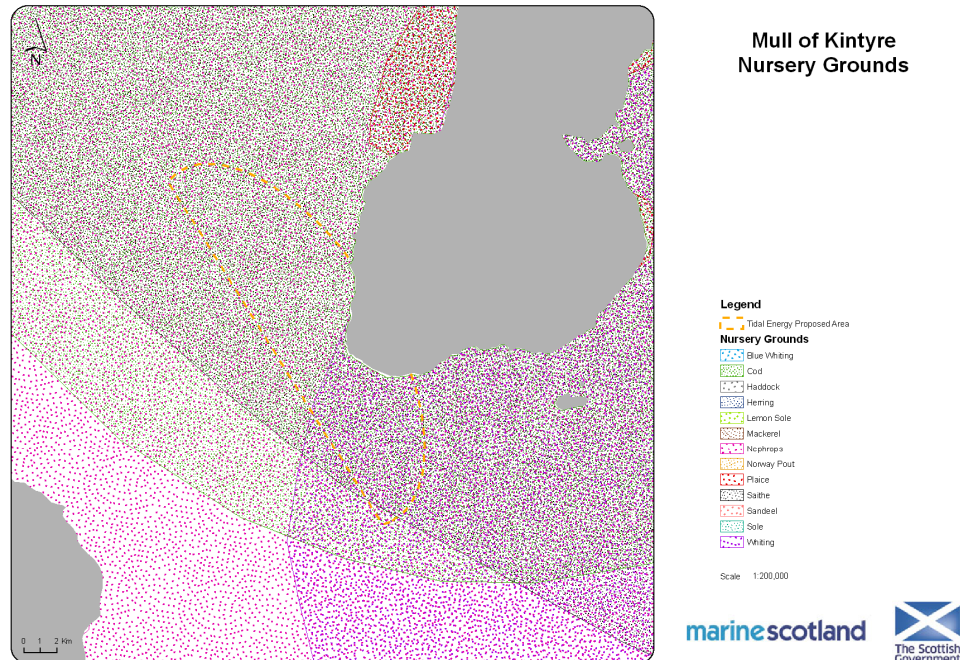 Mull of Kintyre
Nursery Grounds
N
Legend
Tidal Energy Proposed Area
Nursery Grounds
Blue Whiting
Cod
Haddock
Herring
Lemon Sole
Mackerel
Nephrops
Norway Pout
Plaice
Saithe
Sandeel
Sole
Whiting
Scale 1:200,000
0 1 2 Km
marinescotland
The Scottish
Government